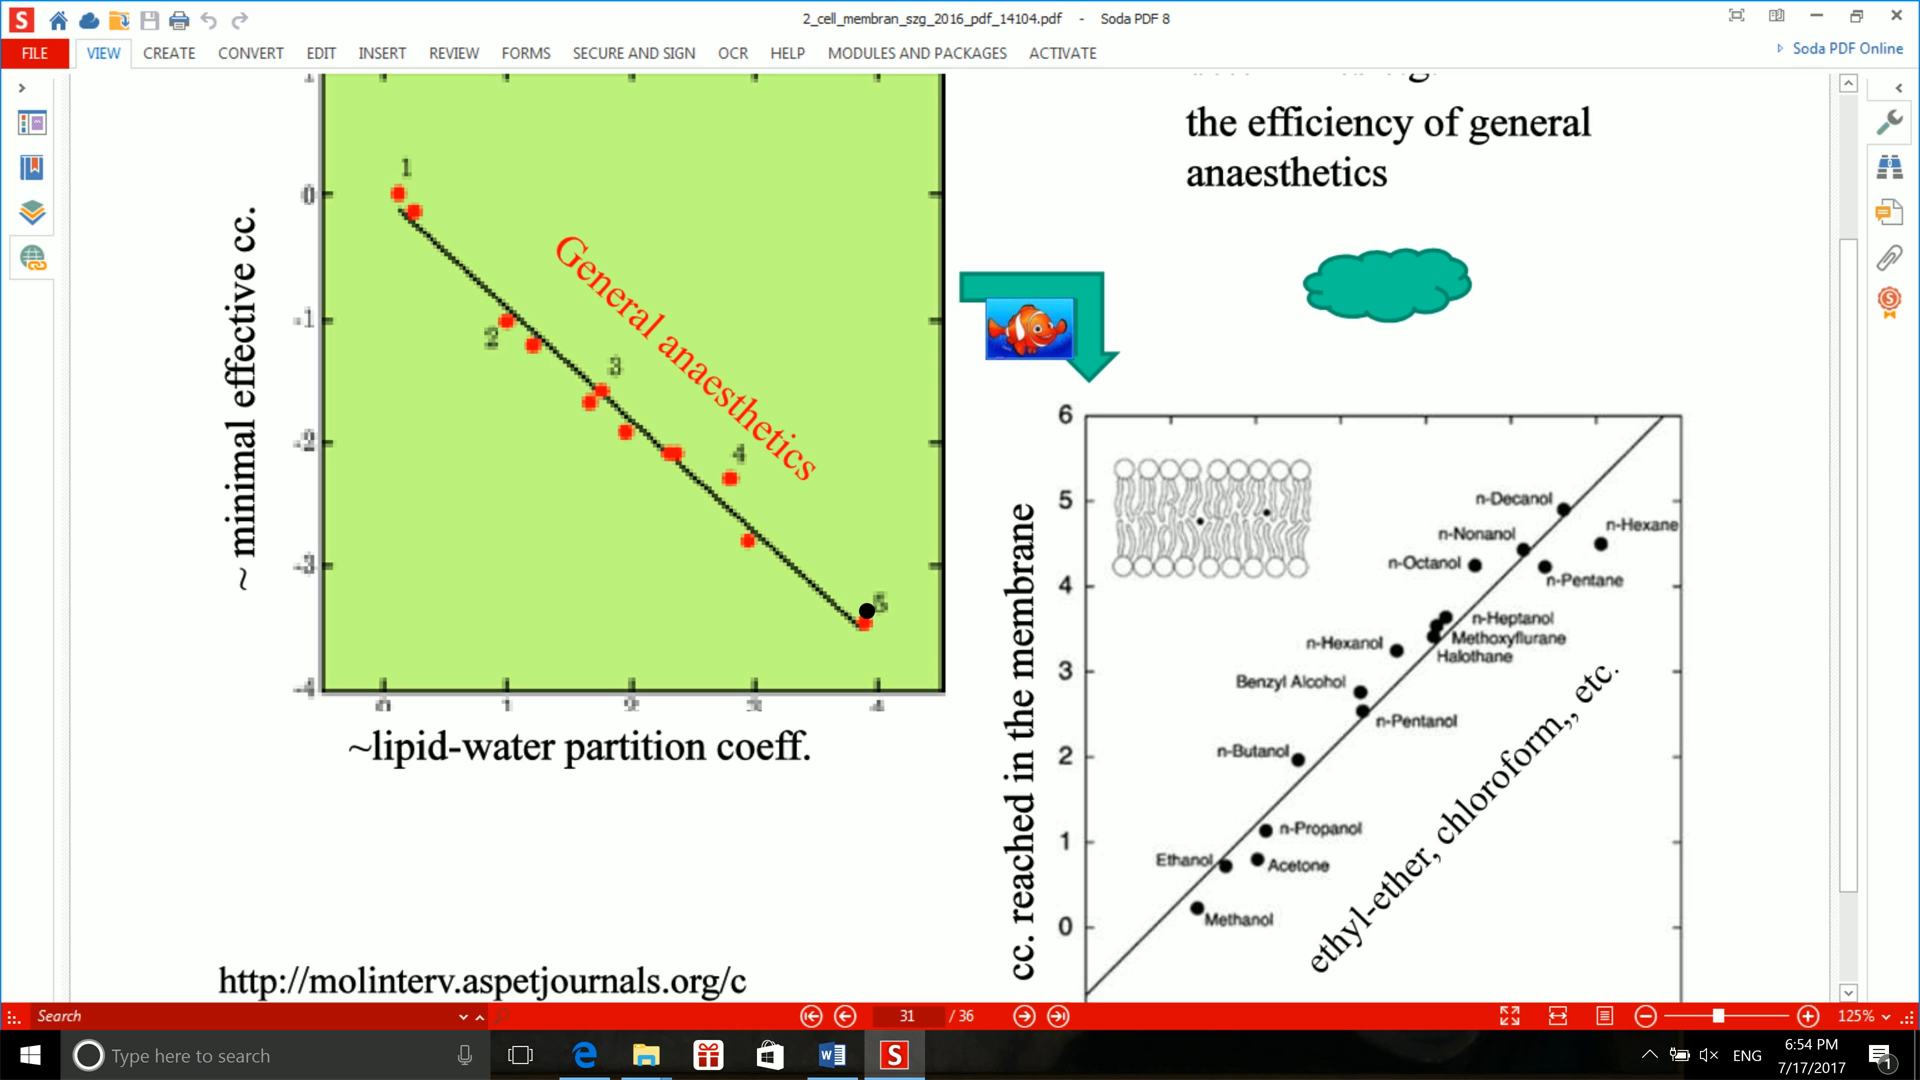 2_cell_membran_szg_2016_pdf_14104.pdf - Soda PDF 8
FILE VIEW CREATE CONVERT EDIT INSERT REVIEW FORMS SECURE AND SIGN OCR HELP MODULES AND PACKAGES ACTIVATE
Soda PDF Online
the efficiency of general
anaesthetics
~ minimal effective cc.
0
-1
-2
-3
-4
1
2
3
4
5
General anaesthetics
0 1 2 3 4
~lipid-water partition coeff.
http://molinterv.aspetjournals.org/c
cc. reached in the membrane
6
5
4
3
2
1
0
n-Decanol
n-Hexane
n-Nonanol
n-Octanol
n-Pentane
n-Heptanol
Methoxyflurane
n-Hexanol
Halothane
Benzyl Alcohol
n-Pentanol
n-Butanol
n-Propanol
Ethanol
Acetone
Methanol
ethyl-ether, chloroform,, etc.
Search
31 / 36
125%
Type here to search
ENG
6:54 PM
7/17/2017
1